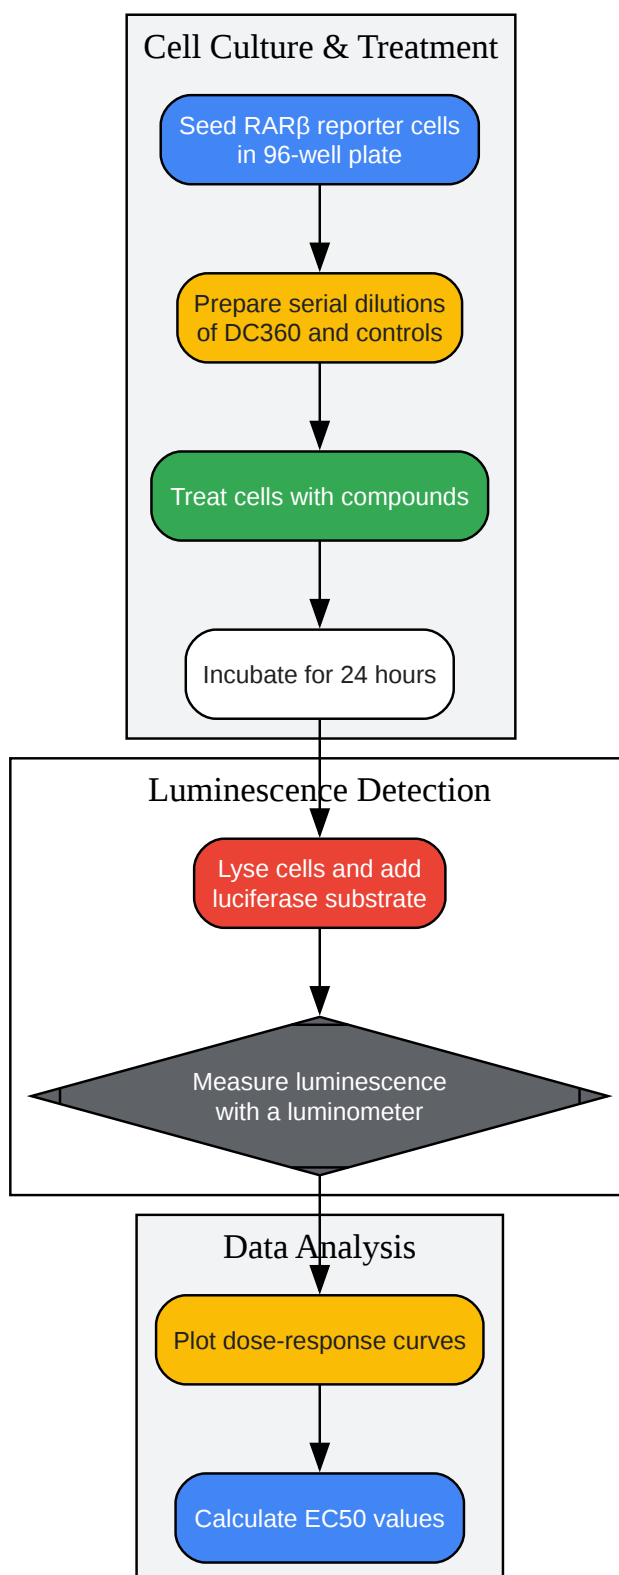 Cell Culture & Treatment
Seed RARβ reporter cells
in 96-well plate
Prepare serial dilutions
of DC360 and controls
Treat cells with compounds
Incubate for 24 hours
Luminescence Detection
Lyse cells and add
luciferase substrate
Measure luminescence
with a luminometer
Data Analysis
Plot dose-response curves
Calculate EC50 values